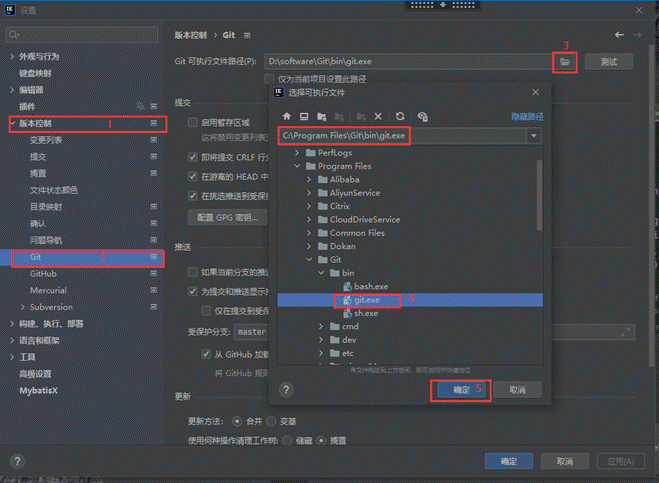 设置
外观与行为
键盘映射
编辑器
插件
版本控制
1
变更列表
提交
搁置
文件状态颜色
目录映射
确认
问题导航
Git
GitHub
Mercurial
Subversion
构建、执行、部署
语言和框架
工具
高级设置
MybatisX
版本控制 › Git
3
Git 可执行文件路径(P):
D:\software\Git\bin\git.exe
测试
仅为当前项目设置此路径
提交
启用暂存区域
这将禁用变更列表
即将提交 CRLF 行分
在游离的 HEAD 中
在挑选推送到受保护
配置 GPG 密钥...
推送
如果当前分支的推送
为提交和推送显示推
仅在提交到受保
受保护分支:
master
从 GitHub 加载
将 GitHub 规则
更新
更新方法:
合并
变基
使用何种操作清理工作树:
储藏
搁置
选择可执行文件
隐藏路径
C:\Program Files\Git\bin\git.exe
PerfLogs
Program Files
Alibaba
AliyunService
Citrix
CloudDriveService
Common Files
Dokan
Git
bin
bash.exe
git.exe
4
sh.exe
cmd
dev
etc
确定
5
取消
确定
取消
应用(A)